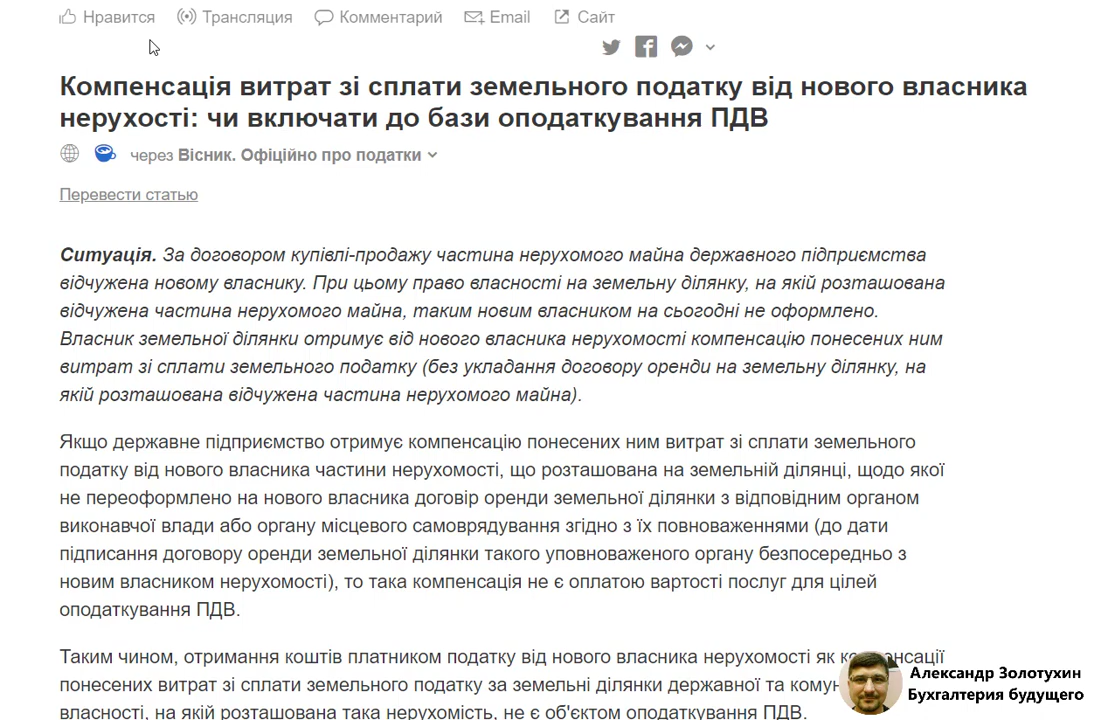 Нравится Трансляция Комментарий Email Сайт
Компенсація витрат зі сплати земельного податку від нового власника
нерухості: чи включати до бази оподаткування ПДВ
через Вісник. Офіційно про податки
Перевести статью
Ситуація. За договором купівлі-продажу частина нерухомого майна державного підприємства
відчужена новому власнику. При цьому право власності на земельну ділянку, на якій розташована
відчужена частина нерухомого майна, таким новим власником на сьогодні не оформлено.
Власник земельної ділянки отримує від нового власника нерухомості компенсацію понесених ним
витрат зі сплати земельного податку (без укладання договору оренди на земельну ділянку, на
якій розташована відчужена частина нерухомого майна).
Якщо державне підприємство отримує компенсацію понесених ним витрат зі сплати земельного
податку від нового власника частини нерухомості, що розташована на земельній ділянці, щодо якої
не переоформлено на нового власника договір оренди земельної ділянки з відповідним органом
виконавчої влади або органу місцевого самоврядування згідно з їх повноваженнями (до дати
підписання договору оренди земельної ділянки такого уповноваженого органу безпосередньо з
новим власником нерухомості), то така компенсація не є оплатою вартості послуг для цілей
оподаткування ПДВ.
Таким чином, отримання коштів платником податку від нового власника нерухомості як
понесених витрат зі сплати земельного податку за земельні ділянки державної та
власності, на якій розташована така нерухомість, не є об'єктом оподаткування ПДВ.
Александр Золотухин
Бухгалтерия будущего